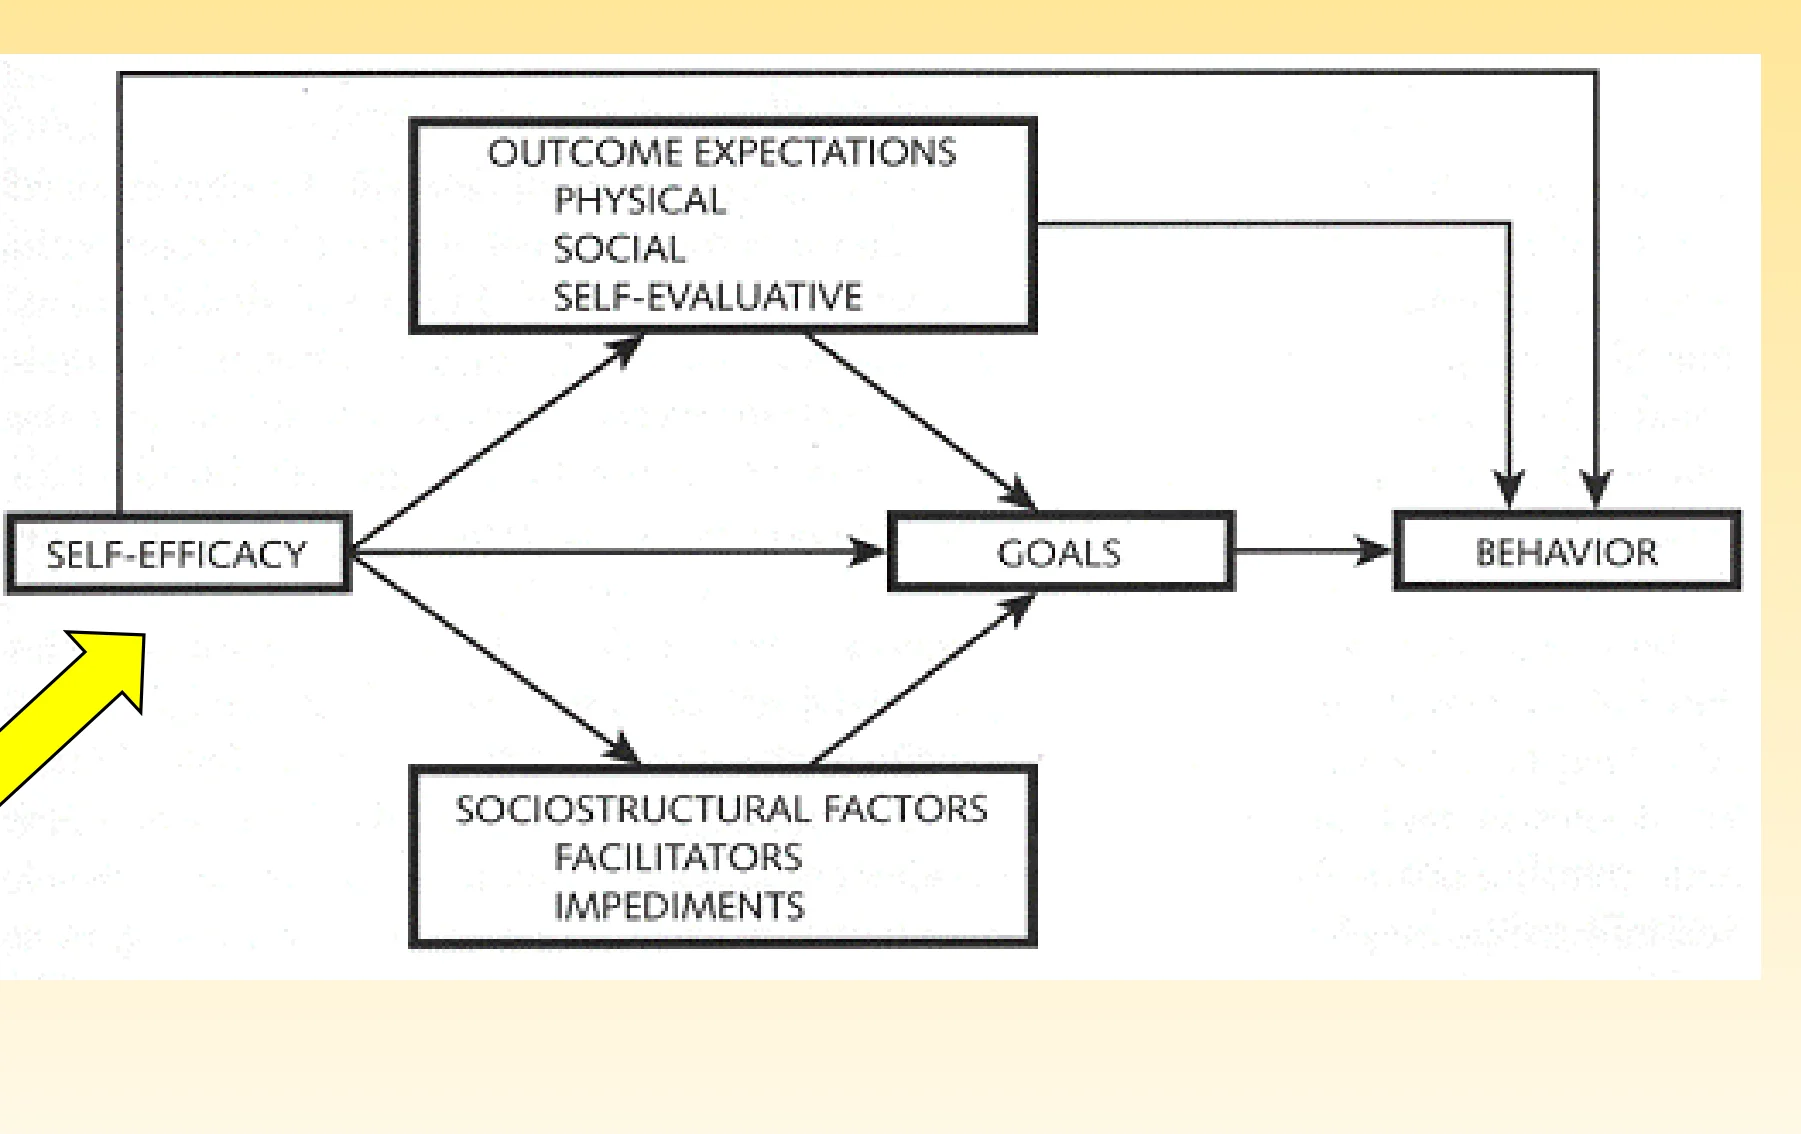 OUTCOME EXPECTATIONS
PHYSICAL
SOCIAL
SELF-EVALUATIVE
SELF-EFFICACY
GOALS
BEHAVIOR
SOCIOSTRUCTURAL FACTORS
FACILITATORS
IMPEDIMENTS